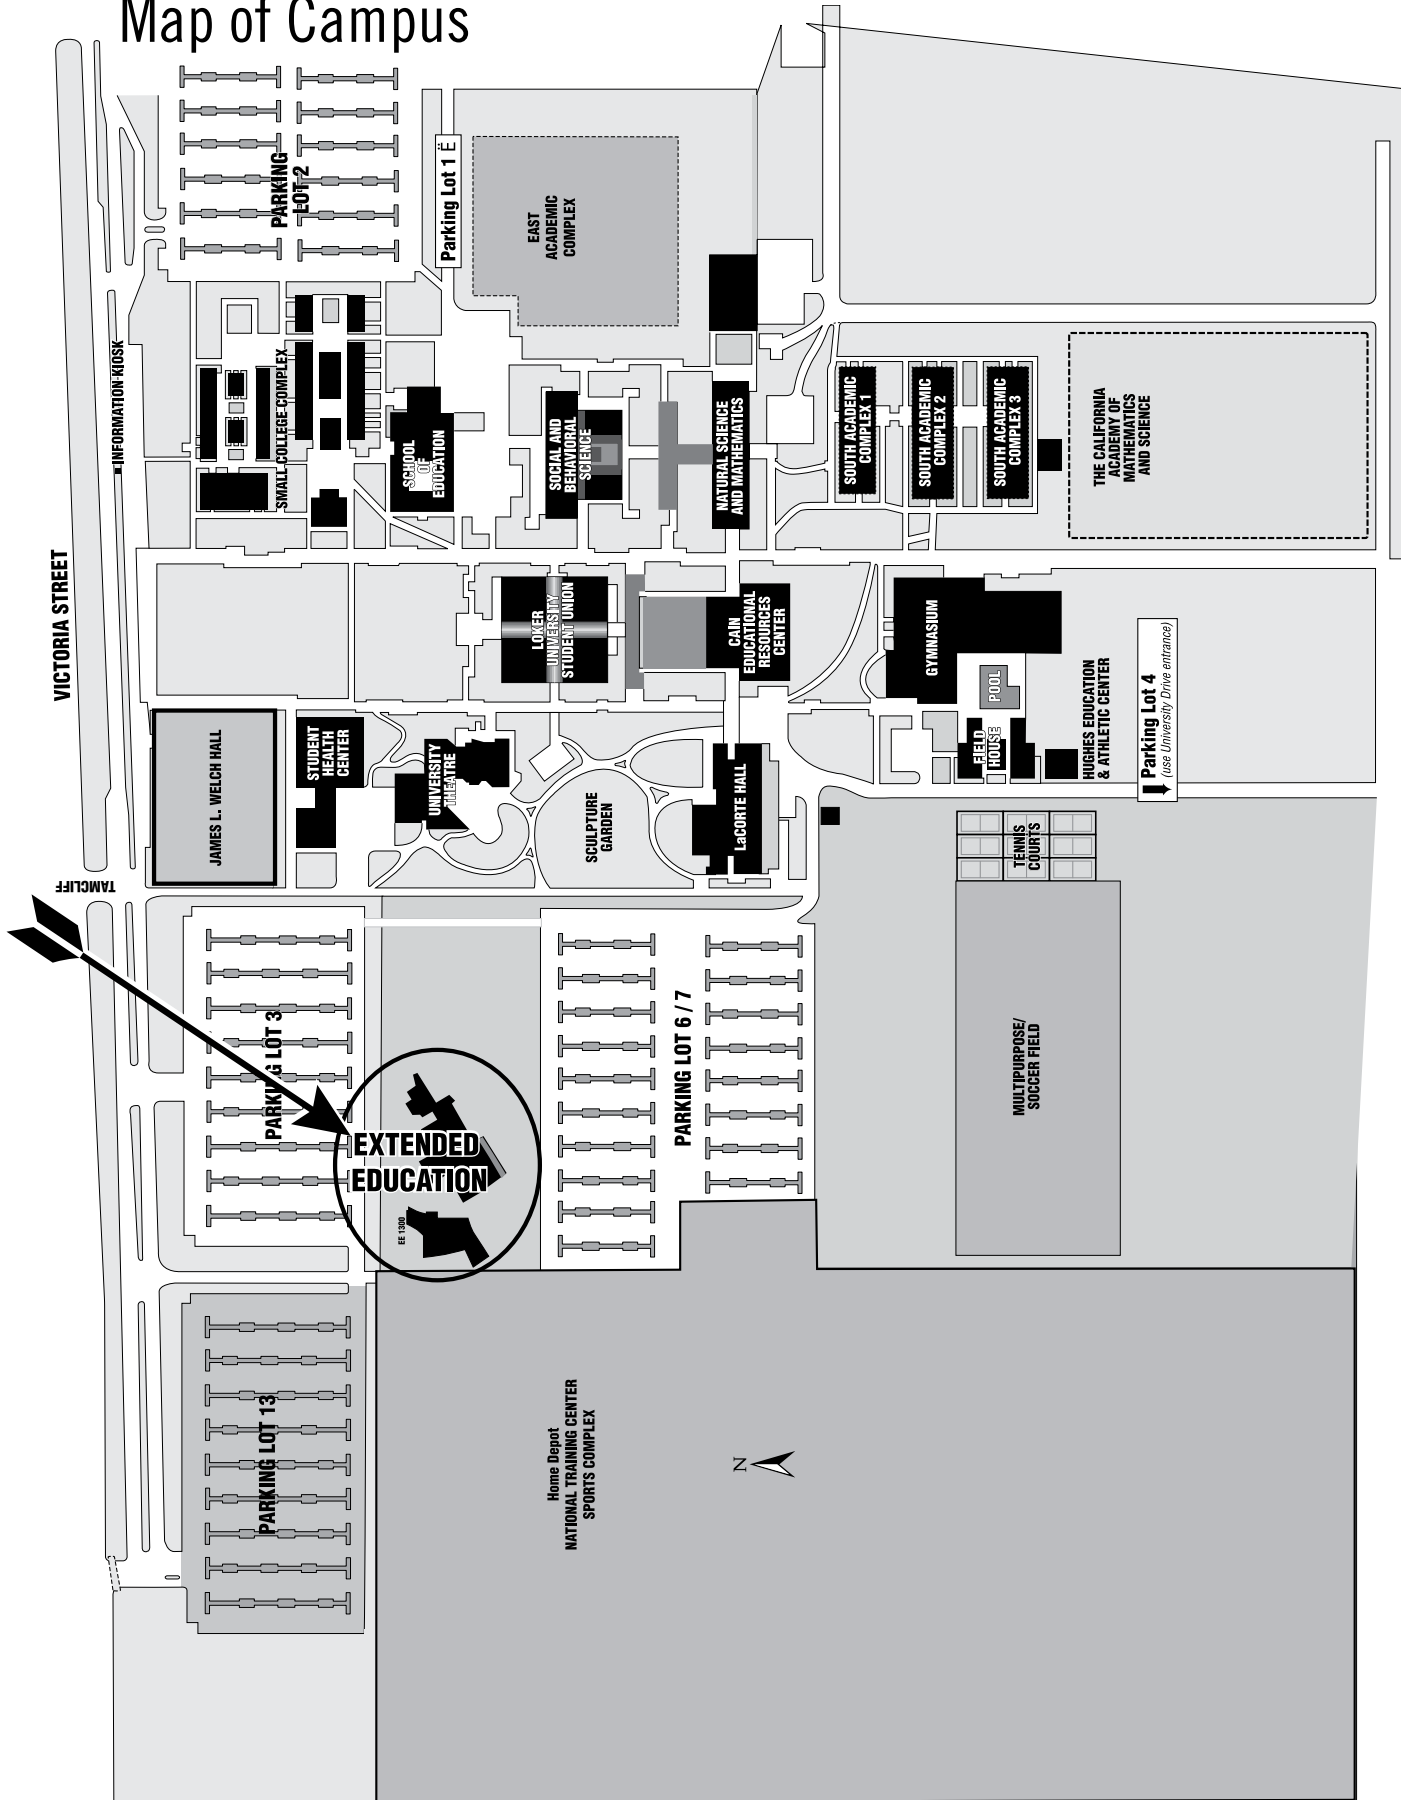 Map of Campus
PARKING
LOT 2
Parking Lot 1 Ë
EAST
ACADEMIC
COMPLEX
INFORMATION KIOSK
SMALL COLLEGE COMPLEX
SCHOOL
OF
EDUCATION
SOCIAL AND
BEHAVIORAL
SCIENCE
NATURAL SCIENCE
AND MATHEMATICS
SOUTH ACADEMIC
COMPLEX 1
SOUTH ACADEMIC
COMPLEX 2
SOUTH ACADEMIC
COMPLEX 3
THE CALIFORNIA
ACADEMY OF
MATHEMATICS
AND SCIENCE
VICTORIA STREET
LOKER
UNIVERSITY
STUDENT UNION
CAIN
EDUCATIONAL
RESOURCES
CENTER
GYMNASIUM
POOL
FIELD
HOUSE
HUGHES EDUCATION
& ATHLETIC CENTER
Parking Lot 4
(use University Drive entrance)
JAMES L. WELCH HALL
STUDENT
HEALTH
CENTER
UNIVERSITY
THEATRE
SCULPTURE
GARDEN
LaCORTE HALL
TENNIS
COURTS
TAMCLIFF
PARKING LOT 3
PARKING LOT 6 / 7
MULTIPURPOSE/
SOCCER FIELD
EXTENDED
EDUCATION
EE 1300
PARKING LOT 13
Home Depot
NATIONAL TRAINING CENTER
SPORTS COMPLEX
N